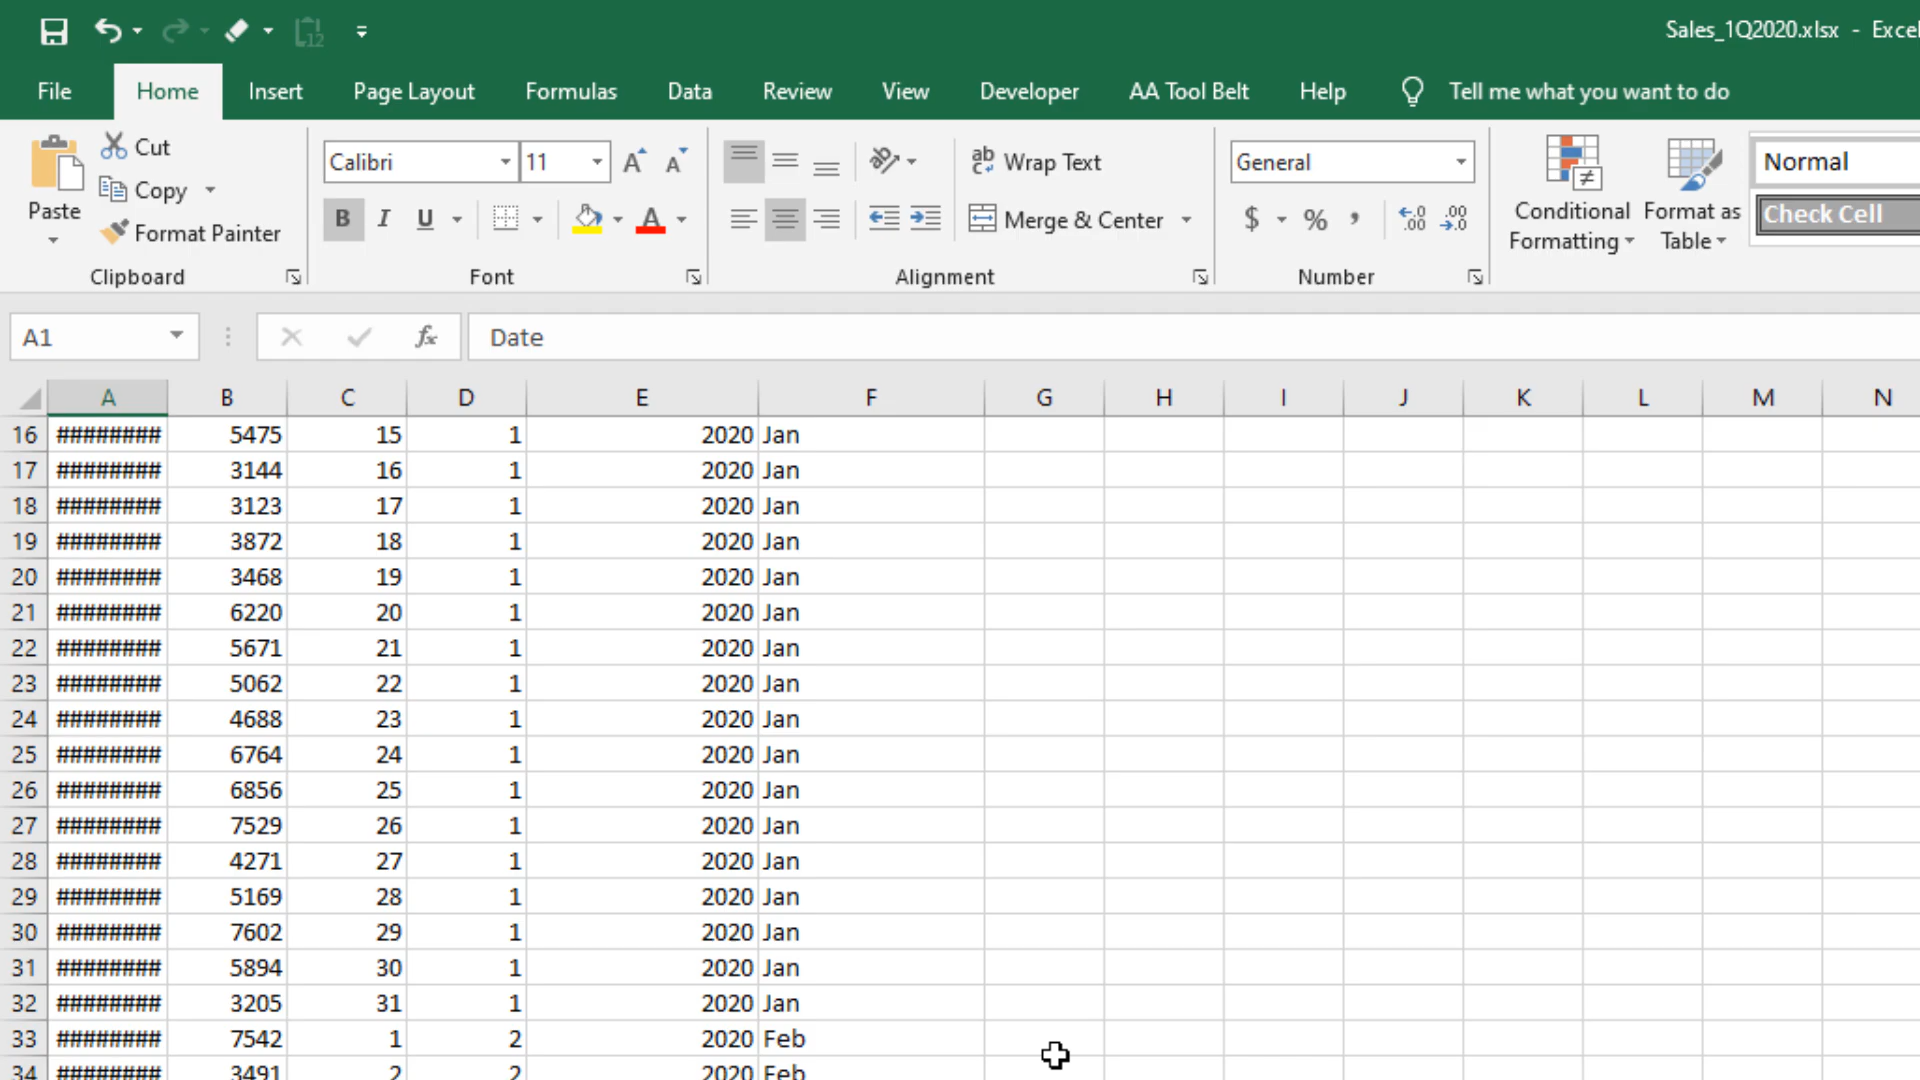 Sales_1Q2020.xlsx - Excel
File Home Insert Page Layout Formulas Data Review View Developer AA Tool Belt Help Tell me what you want to do
Paste
Cut
Copy
Format Painter
Clipboard
Calibri 11
B I U
Font
Wrap Text
Merge & Center
Alignment
General
$ % ,
Number
Conditional Formatting
Format as Table
Normal
Check Cell
A1 fx Date
A B C D E F G H I J K L M N
16 ######## 5475 15 1 2020 Jan
17 ######## 3144 16 1 2020 Jan
18 ######## 3123 17 1 2020 Jan
19 ######## 3872 18 1 2020 Jan
20 ######## 3468 19 1 2020 Jan
21 ######## 6220 20 1 2020 Jan
22 ######## 5671 21 1 2020 Jan
23 ######## 5062 22 1 2020 Jan
24 ######## 4688 23 1 2020 Jan
25 ######## 6764 24 1 2020 Jan
26 ######## 6856 25 1 2020 Jan
27 ######## 7529 26 1 2020 Jan
28 ######## 4271 27 1 2020 Jan
29 ######## 5169 28 1 2020 Jan
30 ######## 7602 29 1 2020 Jan
31 ######## 5894 30 1 2020 Jan
32 ######## 3205 31 1 2020 Jan
33 ######## 7542 1 2 2020 Feb
34 ######## 3491 2 2 2020 Feb